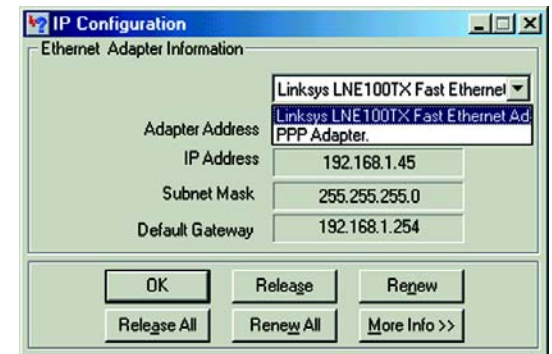 IP Configuration
Ethernet Adapter Information
Linksys LNE100TX Fast Ethernet
Linksys LNE100TX Fast Ethernet Ad
PPP Adapter.
Adapter Address
IP Address 192.168.1.45
Subnet Mask 255.255.255.0
Default Gateway 192.168.1.254
OK Release Renew
Release All Renew All More Info >>